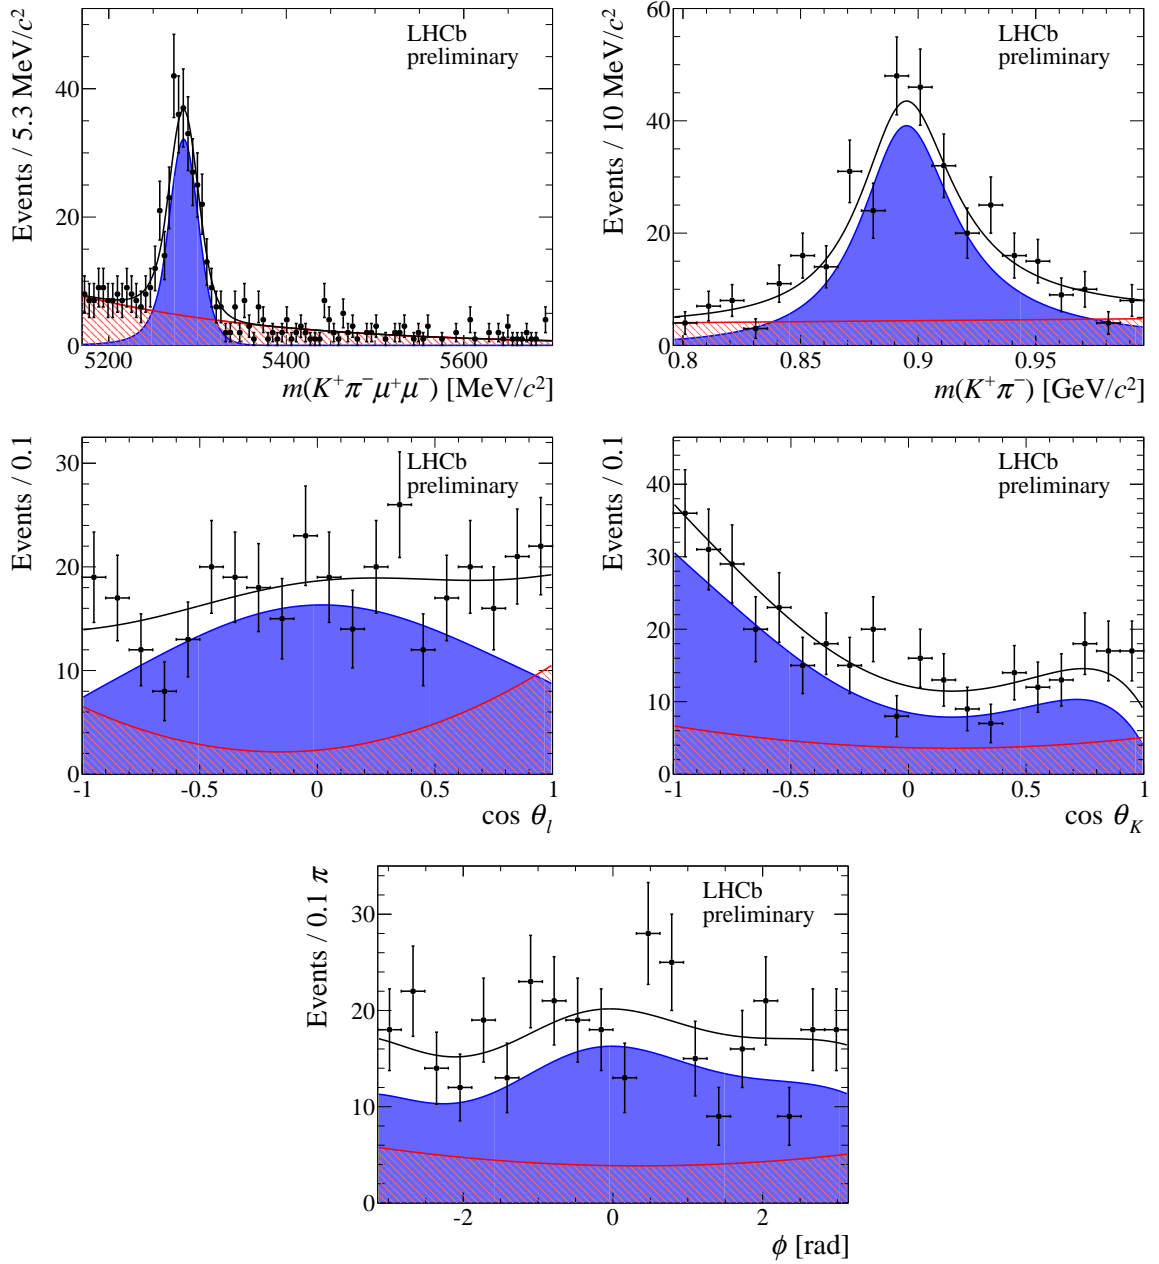 Events / 5.3 MeV/c²
LHCb
preliminary
40
20
0
5200
5400
5600
m(K⁺π⁻μ⁺μ⁻) [MeV/c²]
Events / 10 MeV/c²
LHCb
preliminary
60
40
20
0
0.8
0.85
0.9
0.95
m(K⁺π⁻) [GeV/c²]
Events / 0.1
LHCb
preliminary
30
20
10
0
-1
-0.5
0
0.5
1
cos θ_l
Events / 0.1
LHCb
preliminary
40
30
20
10
0
-1
-0.5
0
0.5
1
cos θ_K
Events / 0.1 π
LHCb
preliminary
30
20
10
0
-2
0
2
ϕ [rad]